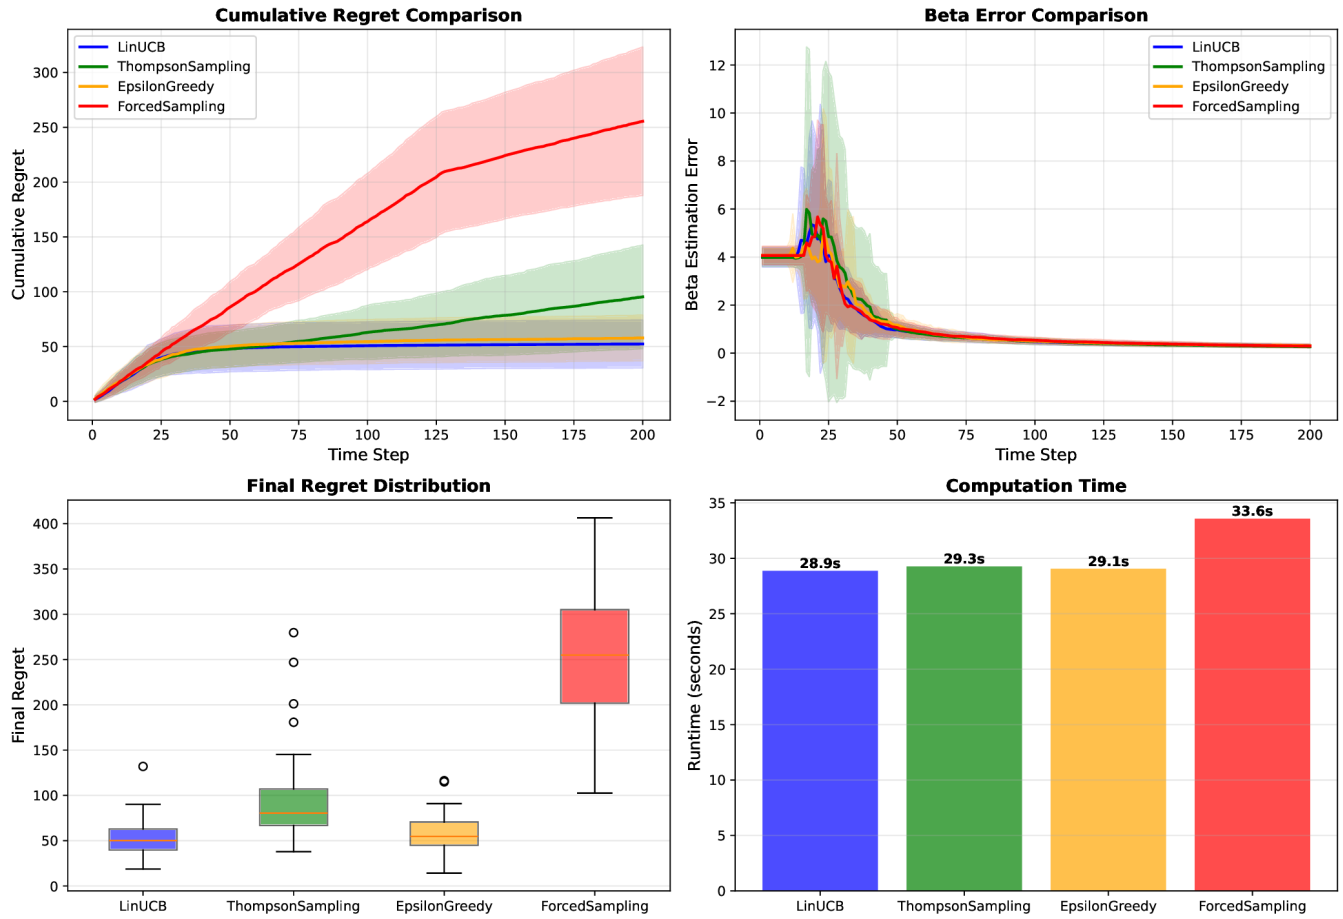 Cumulative Regret Comparison
LinUCB
ThompsonSampling
EpsilonGreedy
ForcedSampling
Cumulative Regret
300
250
200
150
100
50
0
0 25 50 75 100 125 150 175 200
Time Step
Beta Error Comparison
LinUCB
ThompsonSampling
EpsilonGreedy
ForcedSampling
Beta Estimation Error
12
10
8
6
4
2
0
−2
0 25 50 75 100 125 150 175 200
Time Step
Final Regret Distribution
Final Regret
400
350
300
250
200
150
100
50
0
LinUCB ThompsonSampling EpsilonGreedy ForcedSampling
Computation Time
Runtime (seconds)
35
30
25
20
15
10
5
0
28.9s 29.3s 29.1s 33.6s
LinUCB ThompsonSampling EpsilonGreedy ForcedSampling